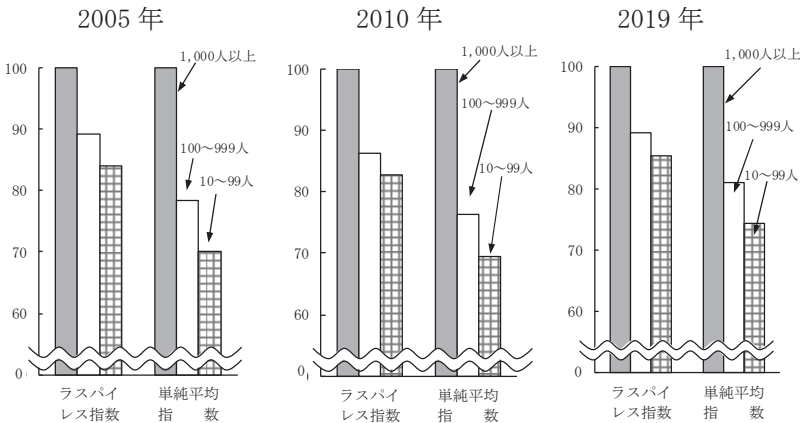 2005 年
100
90
80
70
60
0
1,000人以上
100～999人
10～99人
ラスパイ
レス指数
単純平均
指 数
2010 年
100
90
80
70
60
0
1,000人以上
100～999人
10～99人
ラスパイ
レス指数
単純平均
指 数
2019 年
100
90
80
70
60
0
1,000人以上
100～999人
10～99人
ラスパイ
レス指数
単純平均
指 数